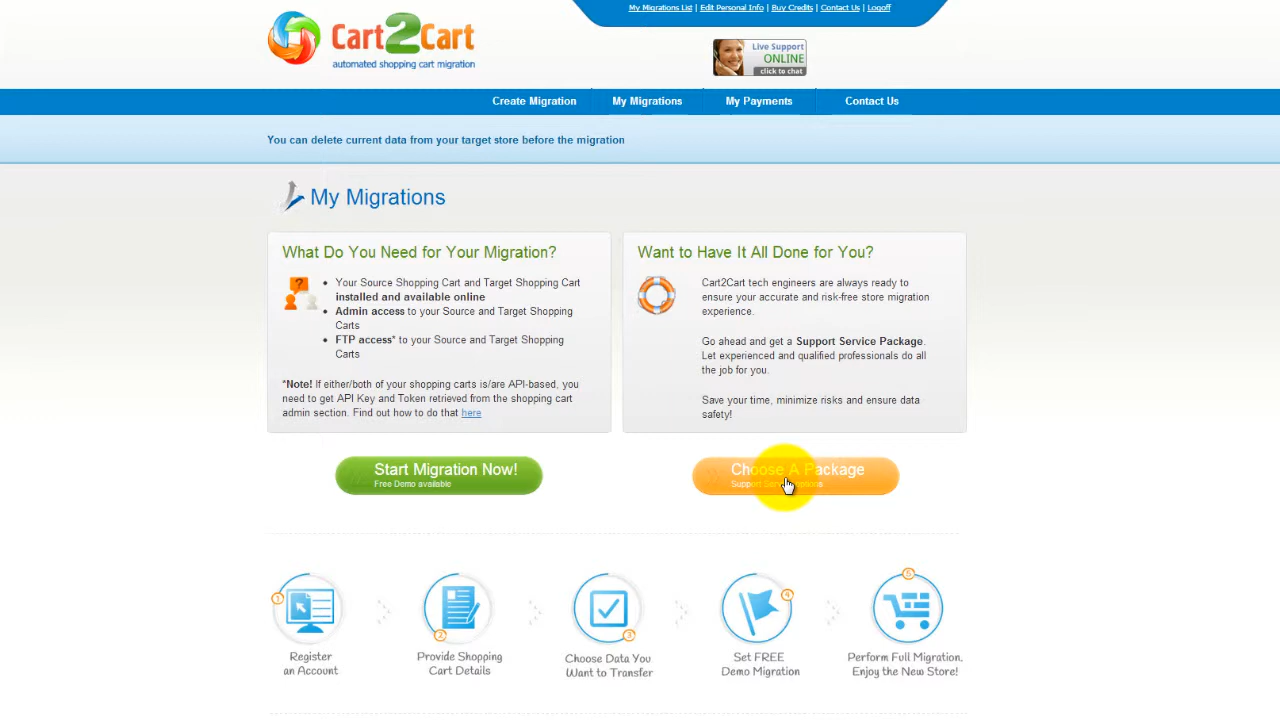 My Migrations List | Edit Personal Info | Buy Credits | Contact Us | Logoff
Cart2Cart
automated shopping cart migration
Live Support
ONLINE
click to chat
Create Migration
My Migrations
My Payments
Contact Us
You can delete current data from your target store before the migration
My Migrations
What Do You Need for Your Migration?
• Your Source Shopping Cart and Target Shopping Cart
installed and available online
• Admin access to your Source and Target Shopping
Carts
• FTP access* to your Source and Target Shopping
Carts
*Note! If either/both of your shopping carts is/are API-based, you
need to get API Key and Token retrieved from the shopping cart
admin section. Find out how to do that here
Want to Have It All Done for You?
Cart2Cart tech engineers are always ready to
ensure your accurate and risk-free store migration
experience.
Go ahead and get a Support Service Package.
Let experienced and qualified professionals do all
the job for you.
Save your time, minimize risks and ensure data
safety!
Start Migration Now!
Free Demo available
Choose A Package
Support Service options
1
2
3
4
5
Register
an Account
Provide Shopping
Cart Details
Choose Data You
Want to Transfer
Set FREE
Demo Migration
Perform Full Migration.
Enjoy the New Store!